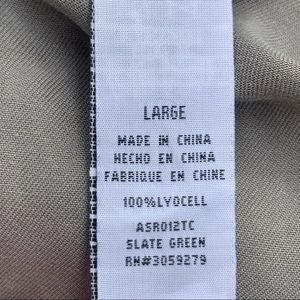 LARGE
MADE IN CHINA
HECHO EN CHINA
FABRIQUE EN CHINE
100%LYOCELL
ASR012TC
SLATE GREEN
RN#3059279